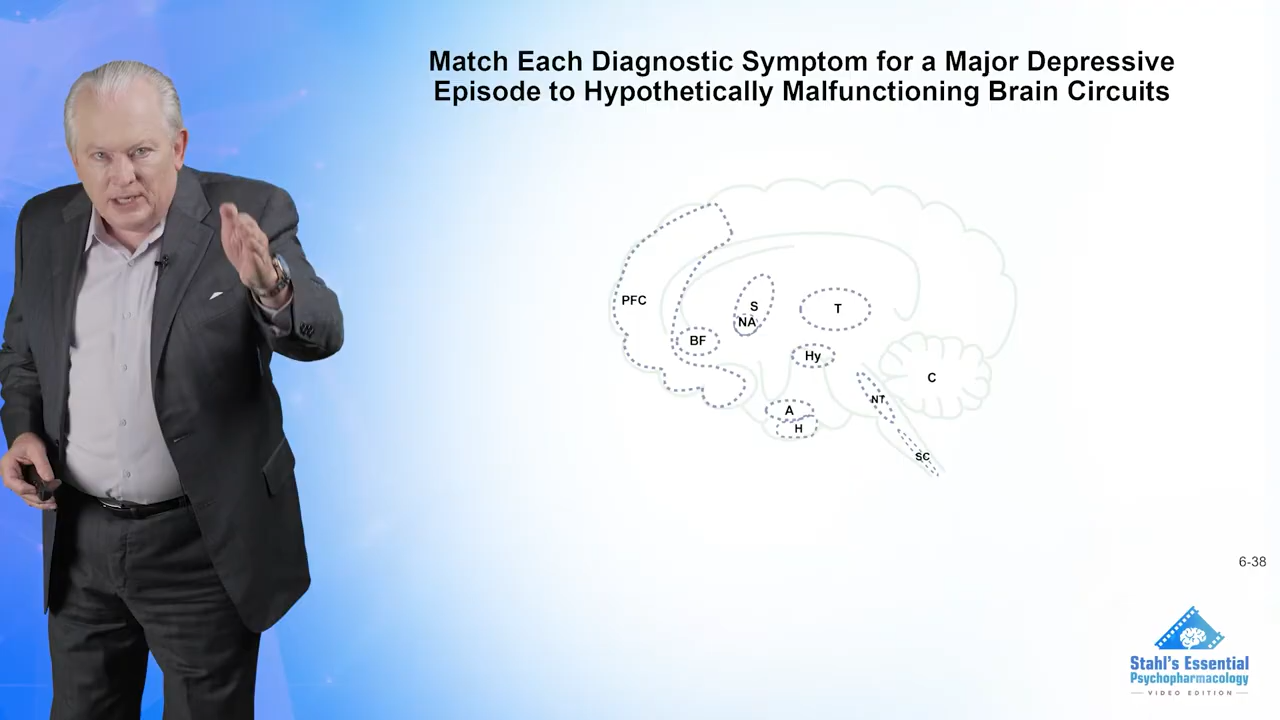 Match Each Diagnostic Symptom for a Major Depressive
Episode to Hypothetically Malfunctioning Brain Circuits
PFC
S
NA
T
BF
Hy
C
A
H
NT
SC
6-38
Stahl's Essential
Psychopharmacology
VIDEO EDITION